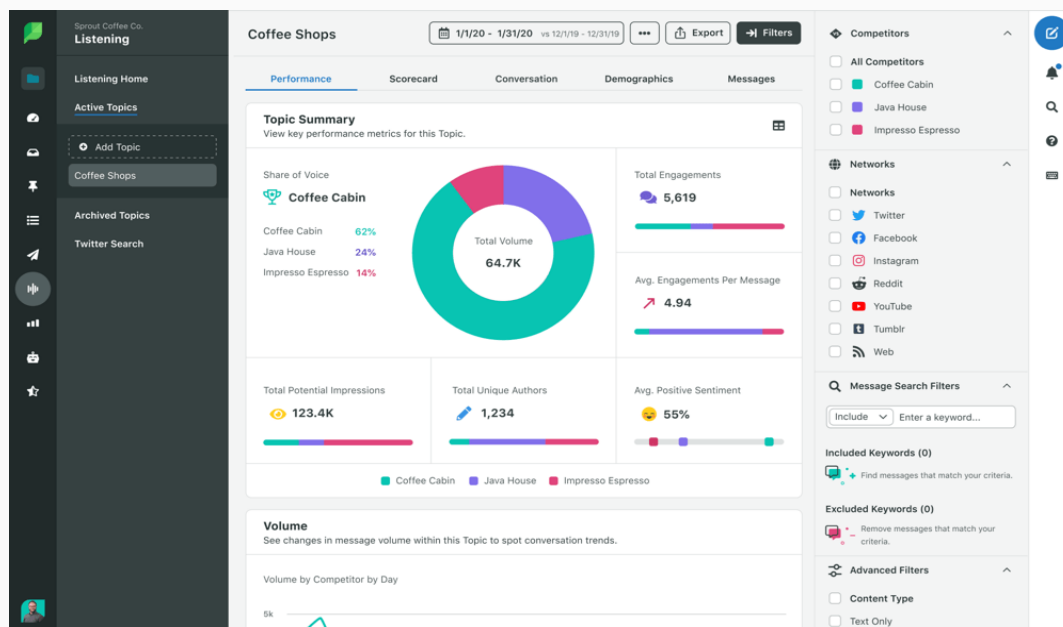 Sprout Coffee Co.
Listening
Listening Home
Active Topics
Add Topic
Coffee Shops
Archived Topics
Twitter Search
Coffee Shops
1/1/20 - 1/31/20 vs 12/1/19 - 12/31/19
Export
Filters
Performance Scorecard Conversation Demographics Messages
Topic Summary
View key performance metrics for this Topic.
Share of Voice
Coffee Cabin
Coffee Cabin 62%
Java House 24%
Impresso Espresso 14%
Total Volume
64.7K
Total Engagements
5,619
Avg. Engagements Per Message
4.94
Total Potential Impressions
123.4K
Total Unique Authors
1,234
Avg. Positive Sentiment
55%
Coffee Cabin Java House Impresso Espresso
Volume
See changes in message volume within this Topic to spot conversation trends.
Volume by Competitor by Day
5k
Competitors
All Competitors
Coffee Cabin
Java House
Impresso Espresso
Networks
Networks
Twitter
Facebook
Instagram
Reddit
YouTube
Tumblr
Web
Message Search Filters
Include Enter a keyword...
Included Keywords (0)
Find messages that match your criteria.
Excluded Keywords (0)
Remove messages that match your
criteria.
Advanced Filters
Content Type
Text Only